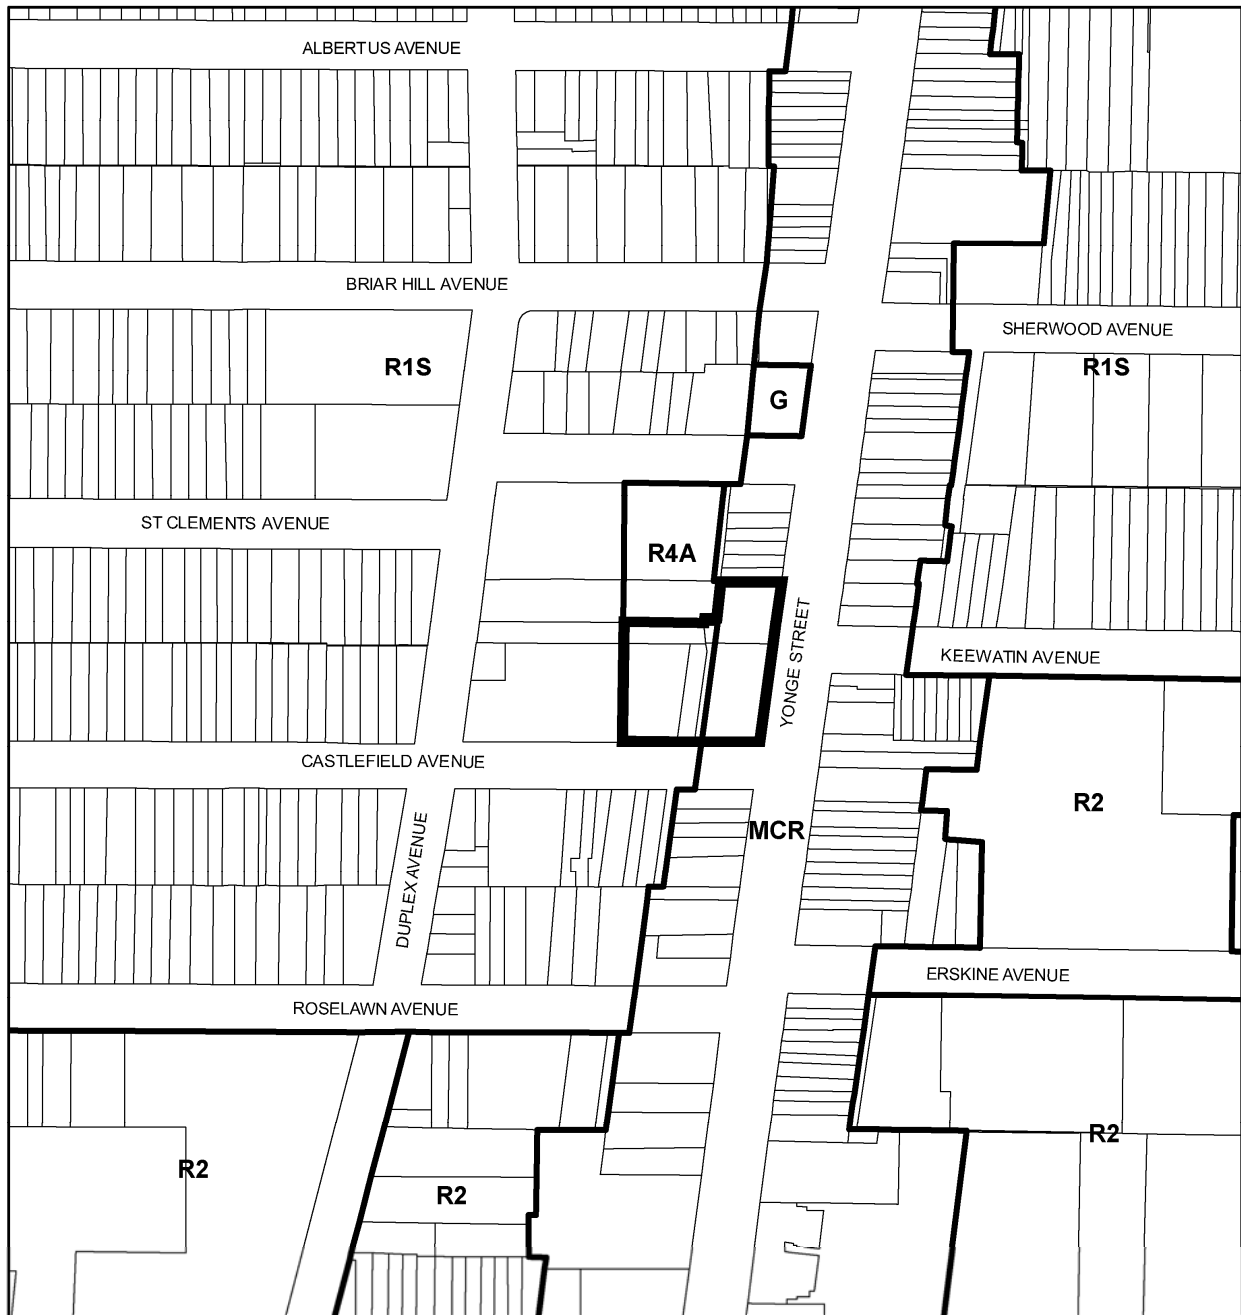 ALBERTUS AVENUE
BRIAR HILL AVENUE
SHERWOOD AVENUE
R1S
R1S
G
ST CLEMENTS AVENUE
R4A
YONGE STREET
KEEWATIN AVENUE
CASTLEFIELD AVENUE
R2
MCR
DUPLEX AVENUE
ERSKINE AVENUE
ROSELAWN AVENUE
R2
R2
R2